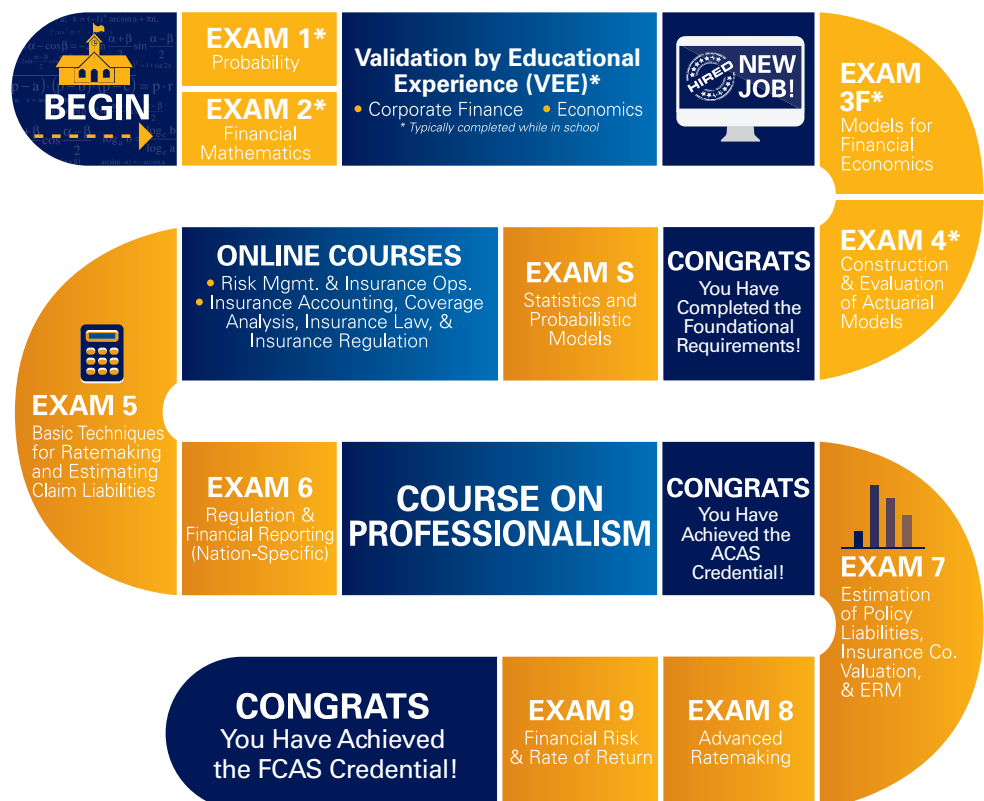 BEGIN
EXAM 1*
Probability
EXAM 2*
Financial
Mathematics
Validation by Educational
Experience (VEE)*
• Corporate Finance • Economics
* Typically completed while in school
HIRED
NEW
JOB!
EXAM
3F*
Models for
Financial
Economics
EXAM 4*
Construction
& Evaluation
of Actuarial
Models
CONGRATS
You Have
Completed the
Foundational
Requirements!
EXAM S
Statistics and
Probabilistic
Models
ONLINE COURSES
• Risk Mgmt. & Insurance Ops.
• Insurance Accounting, Coverage
Analysis, Insurance Law, &
Insurance Regulation
EXAM 5
Basic Techniques
for Ratemaking
and Estimating
Claim Liabilities
EXAM 6
Regulation &
Financial Reporting
(Nation-Specific)
COURSE ON
PROFESSIONALISM
CONGRATS
You Have
Achieved the
ACAS
Credential!
EXAM 7
Estimation
of Policy
Liabilities,
Insurance Co.
Valuation,
& ERM
EXAM 8
Advanced
Ratemaking
EXAM 9
Financial Risk
& Rate of Return
CONGRATS
You Have Achieved
the FCAS Credential!